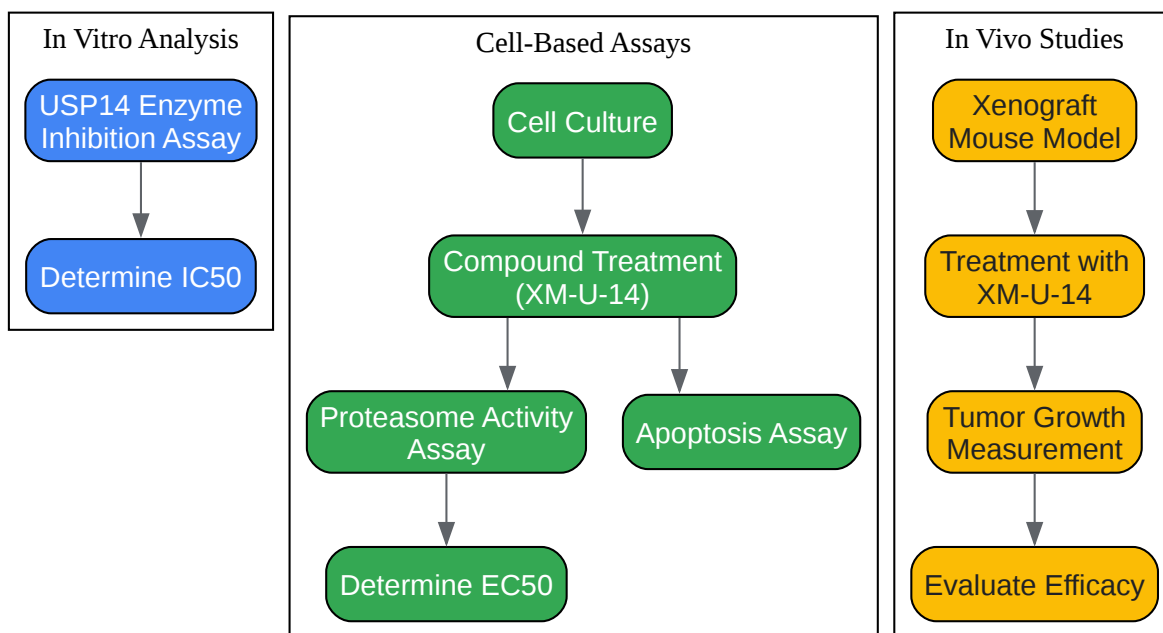 In Vitro Analysis
USP14 Enzyme
Inhibition Assay
Determine IC50
Cell-Based Assays
Cell Culture
Compound Treatment
(XM-U-14)
Proteasome Activity
Assay
Apoptosis Assay
Determine EC50
In Vivo Studies
Xenograft
Mouse Model
Treatment with
XM-U-14
Tumor Growth
Measurement
Evaluate Efficacy